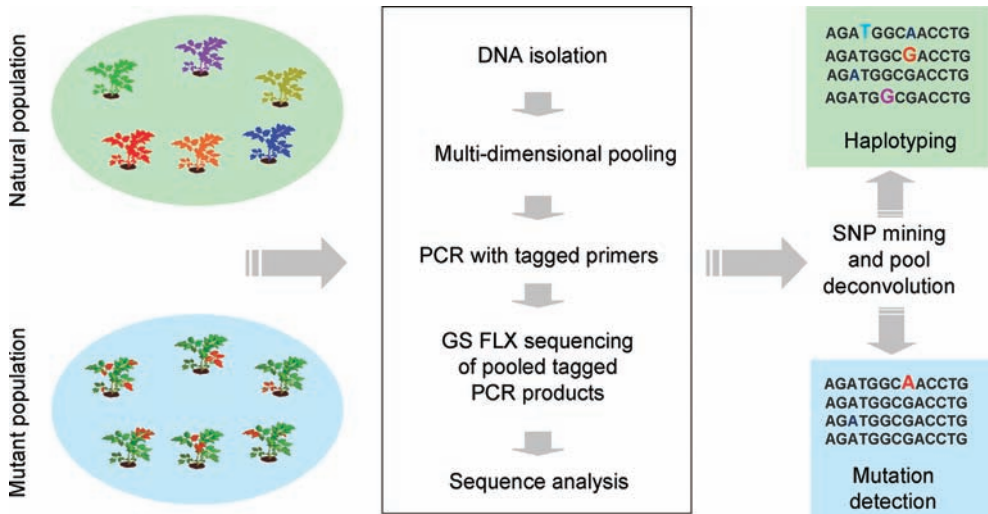 Natural population
Mutant population
DNA isolation
Multi-dimensional pooling
PCR with tagged primers
GS FLX sequencing
of pooled tagged
PCR products
Sequence analysis
AGATGGCAACCTG
AGATGGCGACCTG
AGATGGCGACCTG
AGATGGCGACCTG
Haplotyping
SNP mining
and pool
deconvolution
AGATGGCAACCTG
AGATGGCGACCTG
AGATGGCGACCTG
AGATGGCGACCTG
Mutation
detection